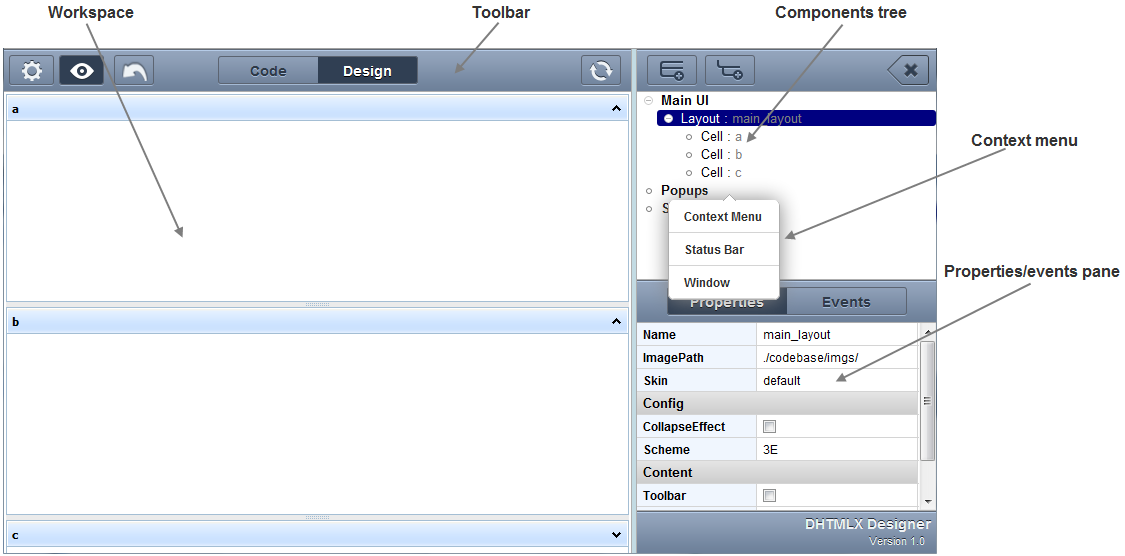 Workspace
Toolbar
Components tree
Code
Design
Main UI
a
Layout : main_layout
Cell : a
Cell : b
Context menu
Cell : c
Popups
S
Context Menu
Status Bar
Window
Properties/events pane
Properties
Events
b
Name
main_layout
ImagePath
./codebase/imgs/
Skin
default
Config
CollapseEffect
Scheme
3E
Content
Toolbar
DHTMLX Designer
c
Version 1.0